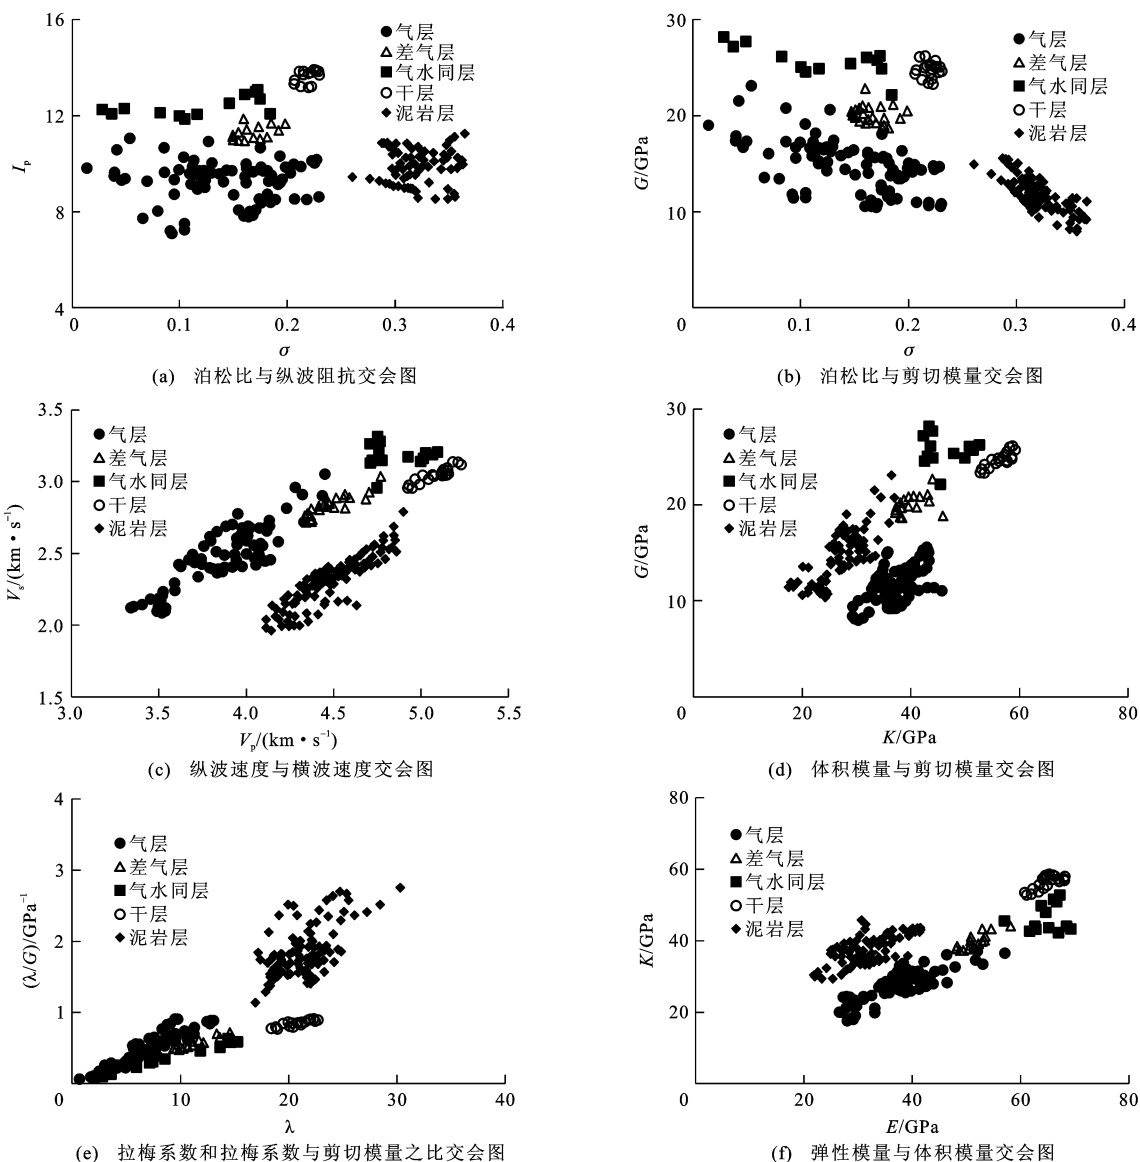 16
12
8
4
I_p
气层
差气层
气水同层
干层
泥岩层
0
0.1
0.2
0.3
0.4
σ
(a) 泊松比与纵波阻抗交会图
30
20
10
G/GPa
气层
差气层
气水同层
干层
泥岩层
0
0.1
0.2
0.3
0.4
σ
(b) 泊松比与剪切模量交会图
3.5
3.0
2.5
2.0
1.5
V_s/(km·s⁻¹)
气层
差气层
气水同层
干层
泥岩层
3.0
3.5
4.0
4.5
5.0
5.5
V_p/(km·s⁻¹)
(c) 纵波速度与横波速度交会图
30
20
10
G/GPa
气层
差气层
气水同层
干层
泥岩层
0
20
40
60
80
K/GPa
(d) 体积模量与剪切模量交会图
4
3
2
1
(λ/G)/GPa⁻¹
气层
差气层
气水同层
干层
泥岩层
0
10
20
30
40
λ
(e) 拉梅系数和拉梅系数与剪切模量之比交会图
80
60
40
20
K/GPa
气层
差气层
气水同层
干层
泥岩层
0
20
40
60
80
E/GPa
(f) 弹性模量与体积模量交会图